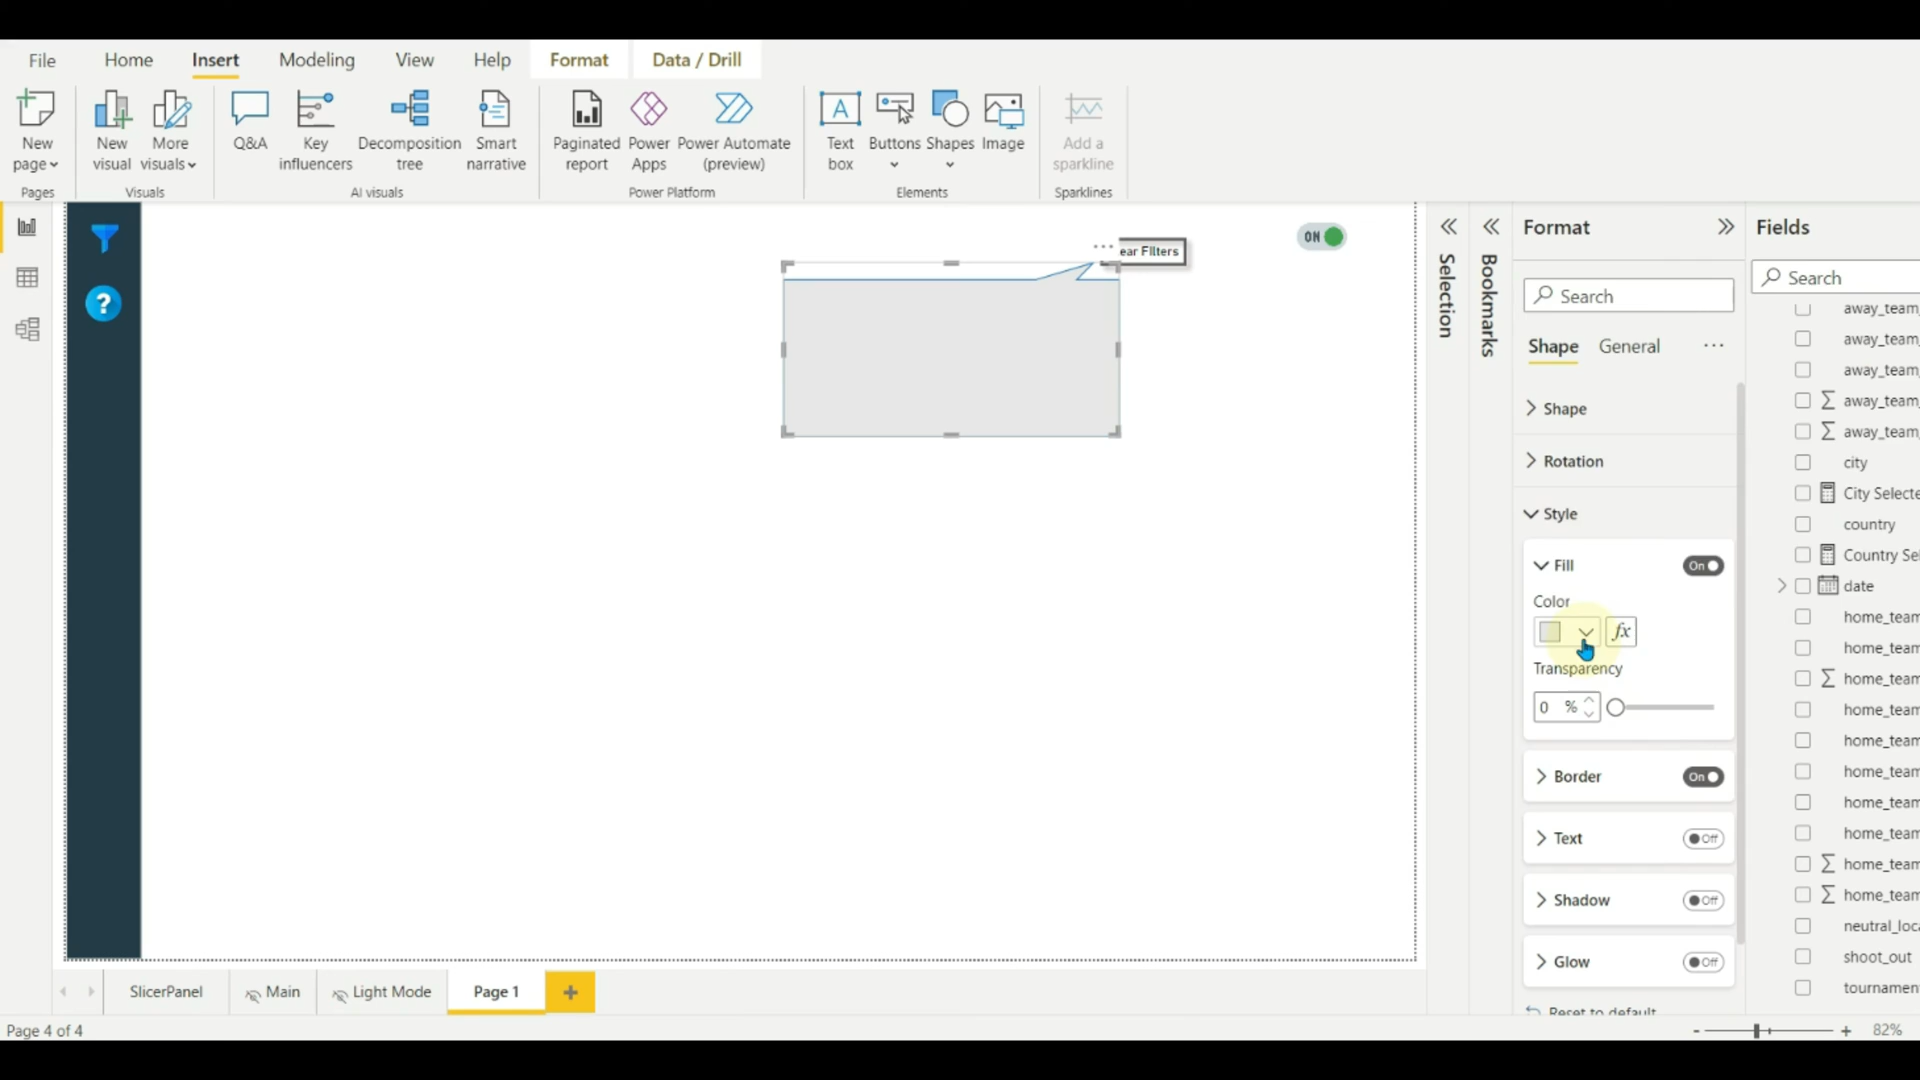 File Home Insert Modeling View Help Format Data / Drill
New page
New visual
More visuals
Q&A
Key influencers
Decomposition tree
Smart narrative
Paginated report
Power Apps
Power Automate (preview)
Text box
Buttons
Shapes
Image
Add a sparkline
Pages Visuals AI visuals Power Platform Elements Sparklines
?
ON
ear Filters
Selection
Bookmarks
Format
Search
Shape General
Shape
Rotation
Style
Fill On
Color
fx
Transparency
0 %
Border On
Text Off
Shadow Off
Glow Off
Reset to default
Fields
Search
away_team
away_team
away_team
Σ away_team
Σ away_team
city
City Selecte
country
Country Sel
date
home_team
home_team
Σ home_team
home_team
home_team
home_team
home_team
home_team
Σ home_team
Σ home_team
neutral_loca
shoot_out
tournamen
SlicerPanel Main Light Mode Page 1 +
Page 4 of 4
- + 82%